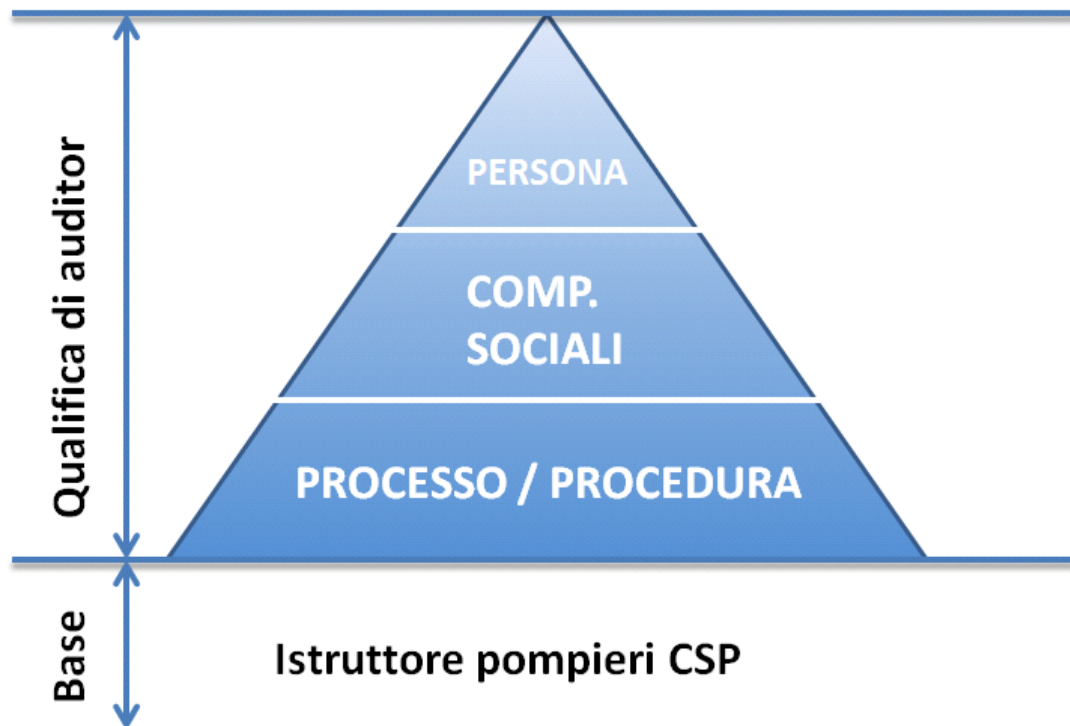 Qualifica di auditor
PERSONA
COMP.
SOCIALI
PROCESSO / PROCEDURA
Base
Istruttore pompieri CSP